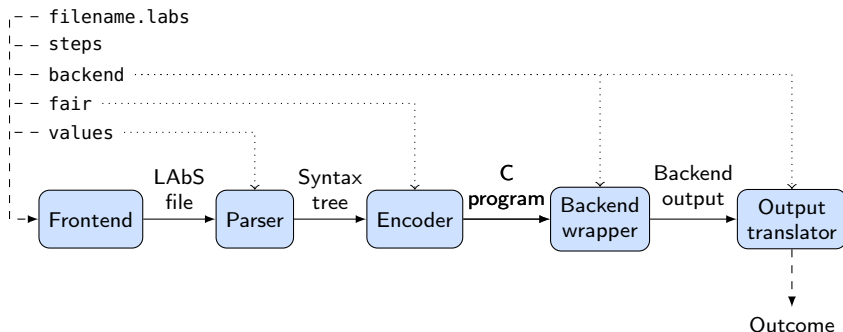 filename.labs
steps
backend
fair
values
LAbS
file
Syntax
tree
C
program
Backend
output
Frontend
Parser
Encoder
Backend
wrapper
Output
translator
Outcome